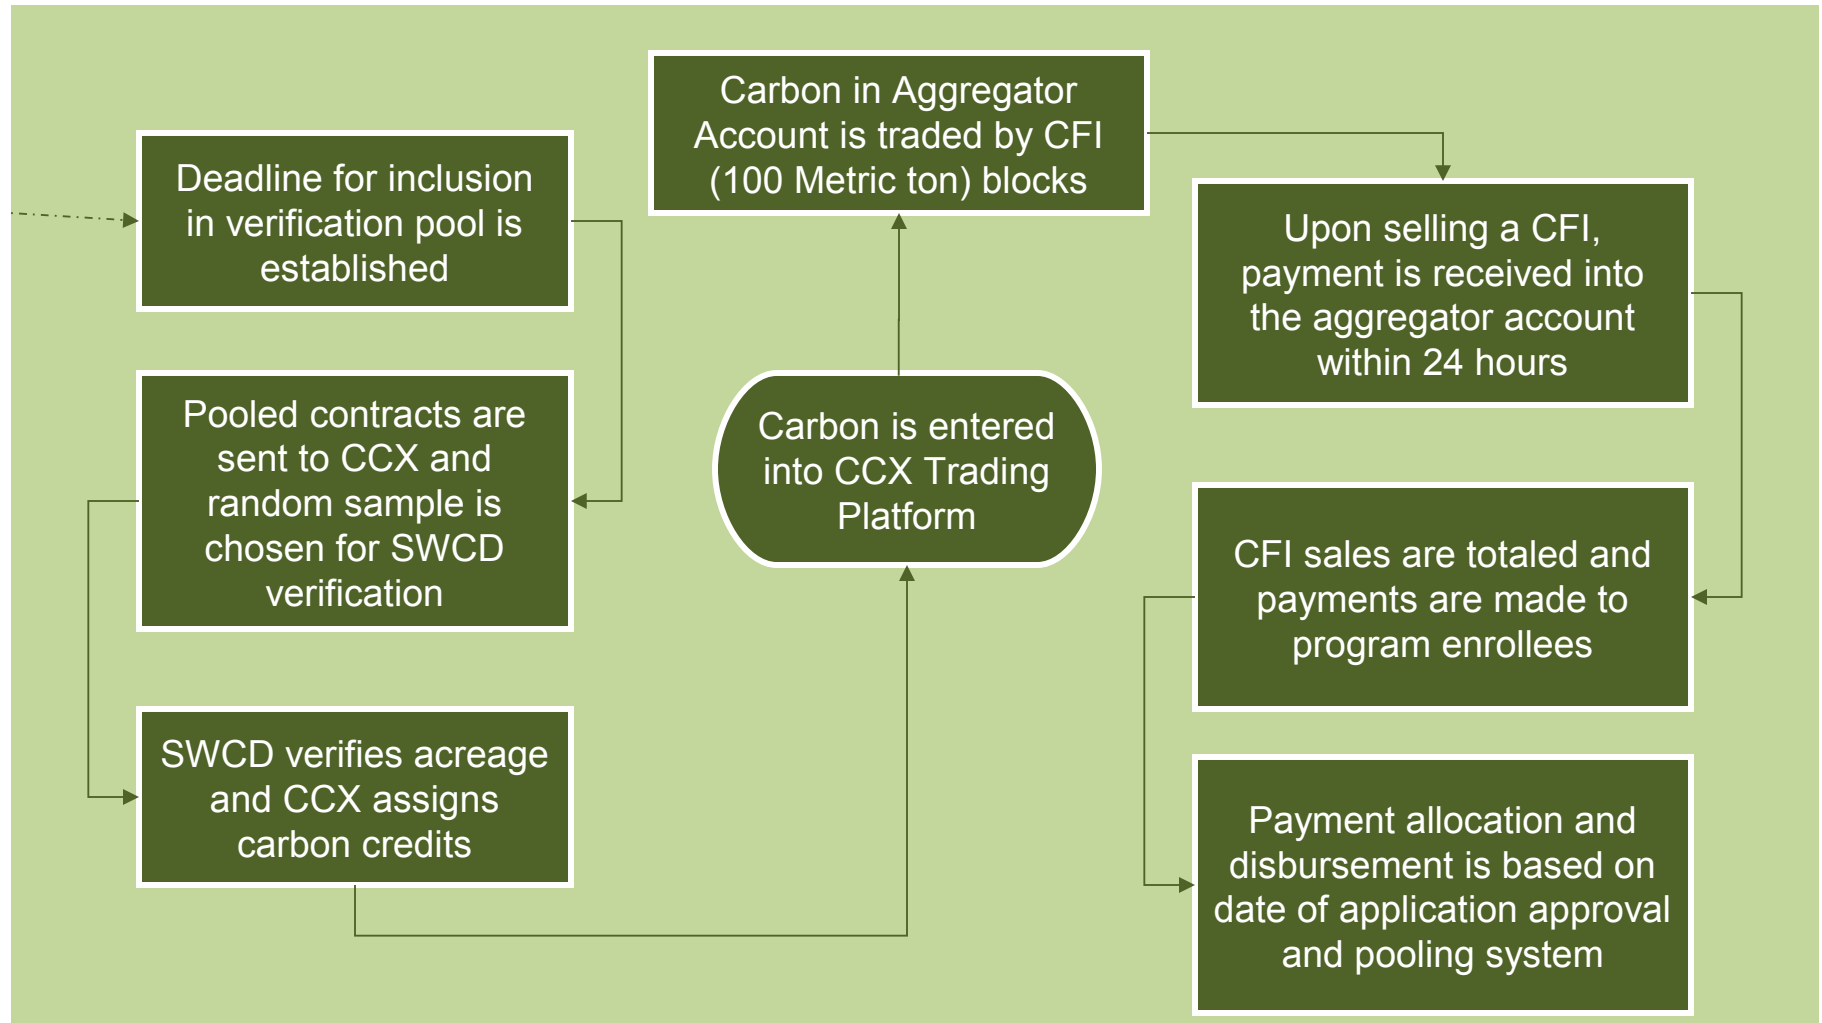 Deadline for inclusion
in verification pool is
established
Pooled contracts are
sent to CCX and
random sample is
chosen for SWCD
verification
SWCD verifies acreage
and CCX assigns
carbon credits
Carbon is entered
into CCX Trading
Platform
Carbon in Aggregator
Account is traded by CFI
(100 Metric ton) blocks
Upon selling a CFI,
payment is received into
the aggregator account
within 24 hours
CFI sales are totaled and
payments are made to
program enrollees
Payment allocation and
disbursement is based on
date of application approval
and pooling system